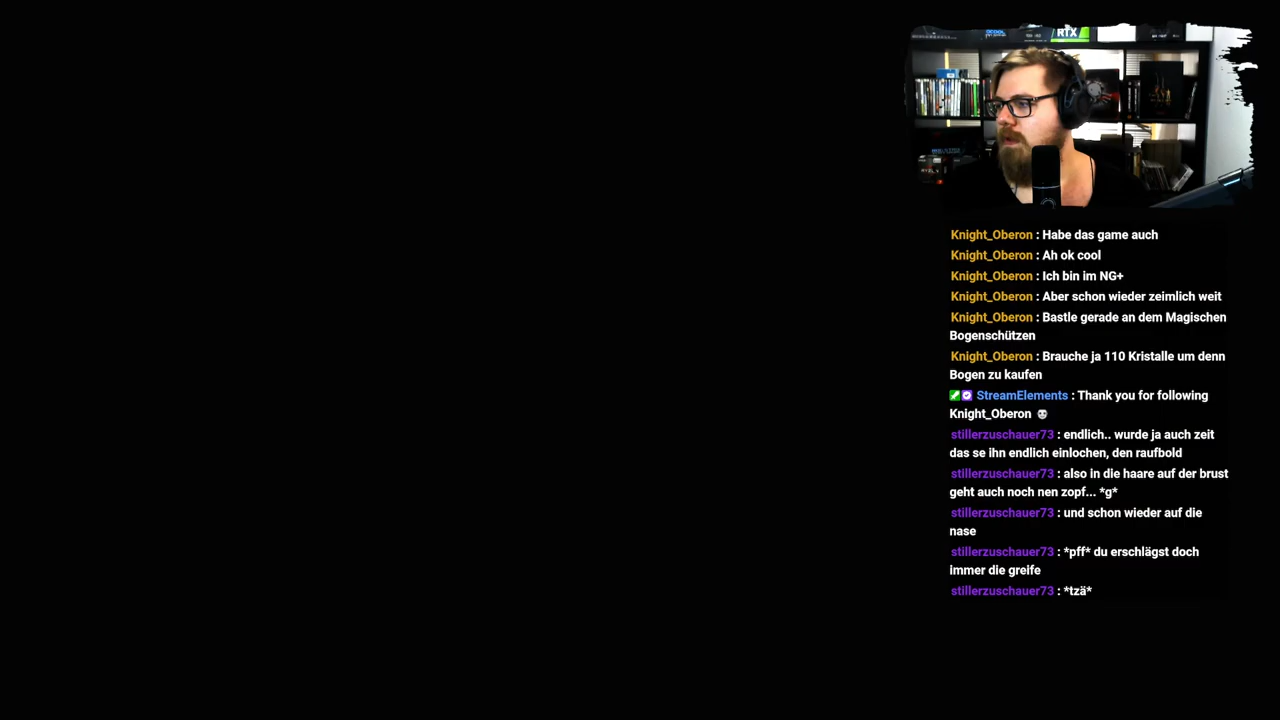 RTX
Knight_Oberon : Habe das game auch
Knight_Oberon : Ah ok cool
Knight_Oberon : Ich bin im NG+
Knight_Oberon : Aber schon wieder zeimlich weit
Knight_Oberon : Bastle gerade an dem Magischen
Bogenschützen
Knight_Oberon : Brauche ja 110 Kristalle um denn
Bogen zu kaufen
StreamElements : Thank you for following
Knight_Oberon
stillerzuschauer73 : endlich.. wurde ja auch zeit
das se ihn endlich einlochen, den raufbold
stillerzuschauer73 : also in die haare auf der brust
geht auch noch nen zopf... *g*
stillerzuschauer73 : und schon wieder auf die
nase
stillerzuschauer73 : *pff* du erschlägst doch
immer die greife
stillerzuschauer73 : *tzä*